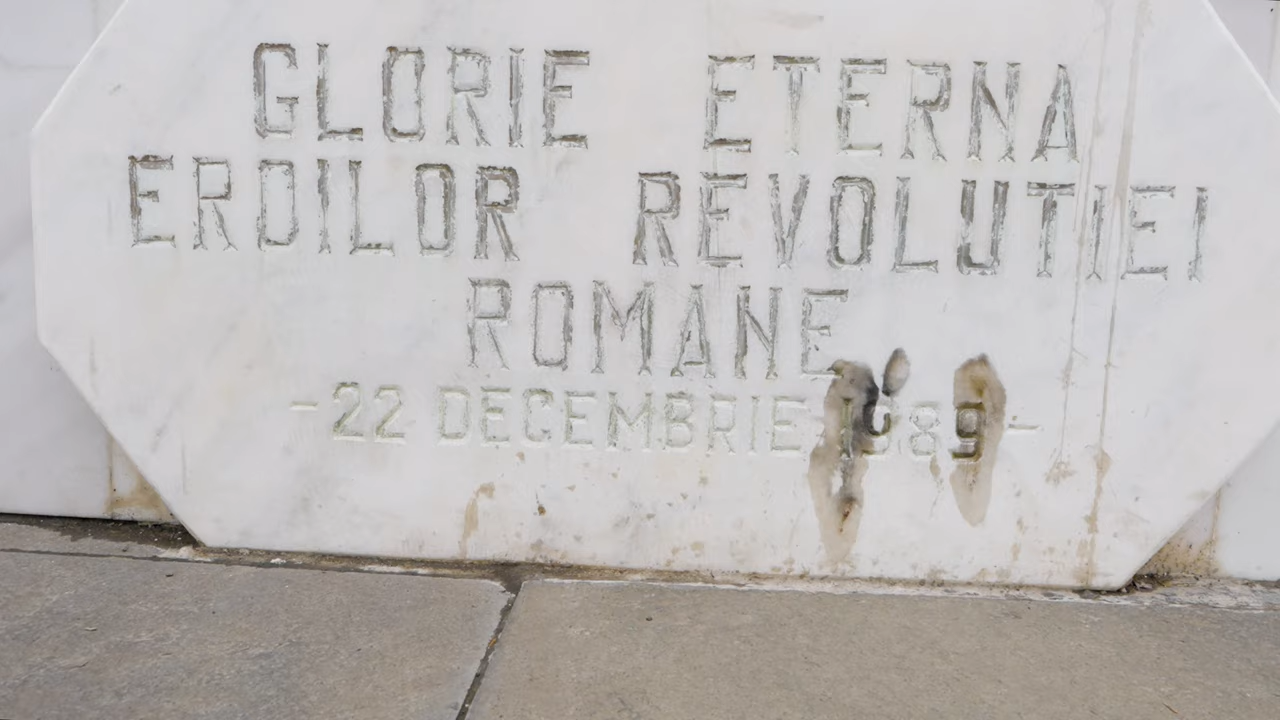 GLORIE ETERNA
EROILOR REVOLUTIEI
ROMANE
-22 DECEMBRIE 1989-